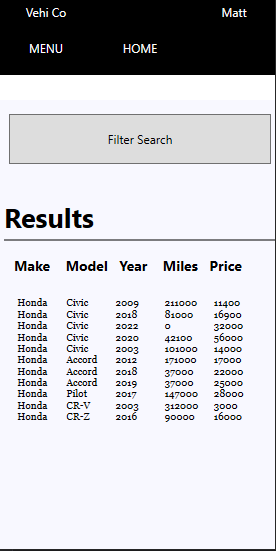 Vehi Co Matt
MENU HOME
Filter Search
Results
Make Model Year Miles Price
Honda Civic 2009 211000 11400
Honda Civic 2018 81000 16900
Honda Civic 2022 0 32000
Honda Civic 2020 42100 56000
Honda Civic 2003 101000 14000
Honda Accord 2012 171000 17000
Honda Accord 2018 37000 22000
Honda Accord 2019 37000 25000
Honda Pilot 2017 147000 28000
Honda CR-V 2003 312000 3000
Honda CR-Z 2016 90000 16000